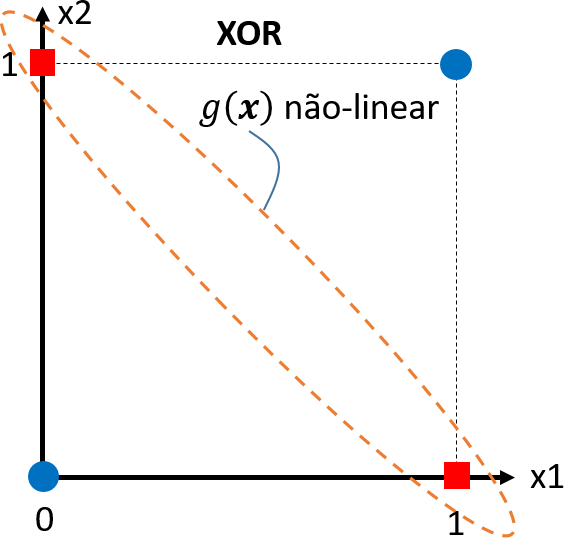 x2
XOR
1
g(x) não-linear
x1
0
1